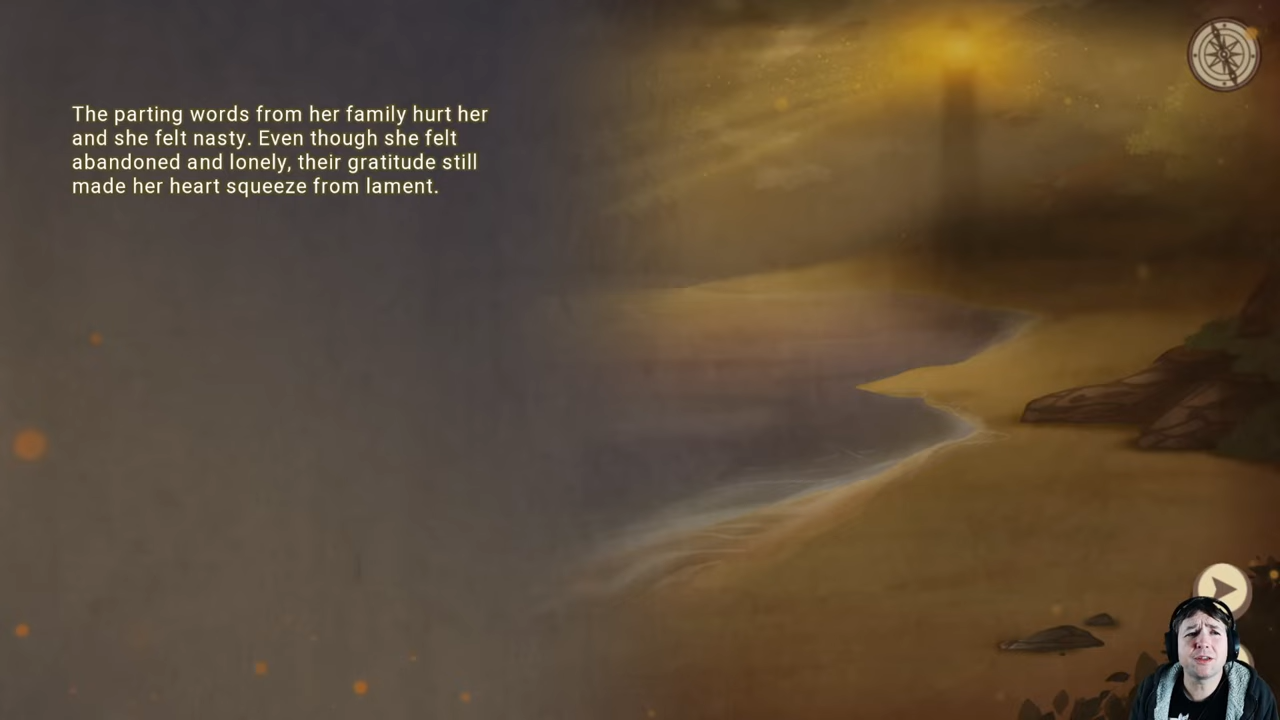 The parting words from her family hurt her
and she felt nasty. Even though she felt
abandoned and lonely, their gratitude still
made her heart squeeze from lament.